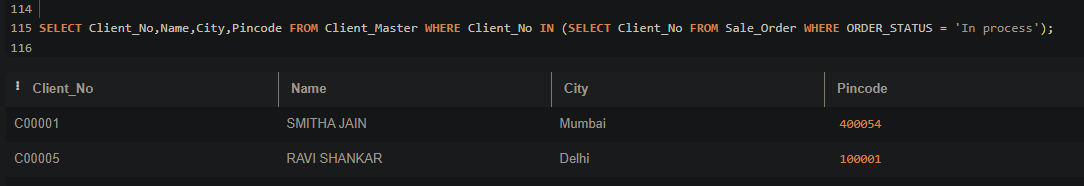 114
115 SELECT Client_No,Name,City,Pincode FROM Client_Master WHERE Client_No IN (SELECT Client_No FROM Sale_Order WHERE ORDER_STATUS = 'In process');
116
Client_No Name City Pincode
C00001 SMITHA JAIN Mumbai 400054
C00005 RAVI SHANKAR Delhi 100001